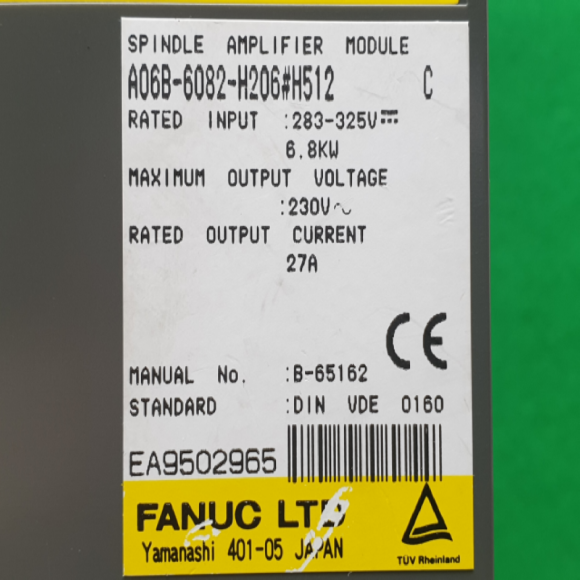 SPINDLE AMPLIFIER MODULE
A06B-6082-H206#H512 C
RATED INPUT :283-325V⎓
6.8KW
MAXIMUM OUTPUT VOLTAGE
:230V~
RATED OUTPUT CURRENT
27A
CE
MANUAL No. :B-65162
STANDARD :DIN VDE 0160
EA9502965
FANUC LTD
Yamanashi 401-05 JAPAN
TÜV Rheinland